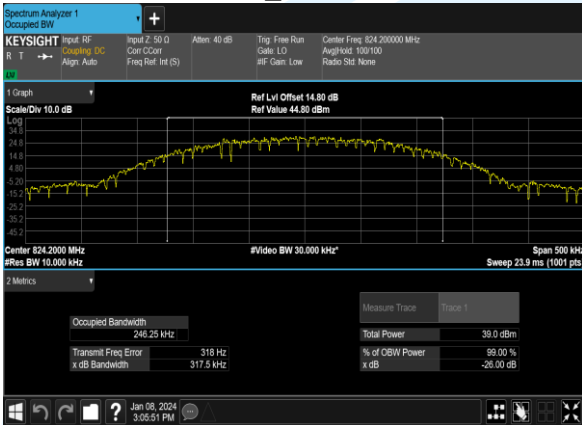 Spectrum Analyzer 1
Occupied BW
KEYSIGHT
R T
LU
Input: RF
Coupling: DC
Align: Auto
Input Z: 50 Ω
Corr CCorr
Freq Ref: Int (S)
Atten: 40 dB
Trig: Free Run
Gate: LO
#IF Gain: Low
Center Freq: 824.200000 MHz
Avg|Hold: 100/100
Radio Std: None
1 Graph
Scale/Div 10.0 dB
Ref Lvl Offset 14.80 dB
Ref Value 44.80 dBm
Log
34.8
24.8
14.8
4.80
-5.20
-15.2
-25.2
-35.2
-45.2
Center 824.2000 MHz
#Res BW 10.000 kHz
#Video BW 30.000 kHz*
Span 500 kHz
Sweep 23.9 ms (1001 pts
2 Metrics
Measure Trace Trace 1
Occupied Bandwidth
246.25 kHz
Total Power 39.0 dBm
Transmit Freq Error 318 Hz
% of OBW Power 99.00 %
x dB Bandwidth 317.5 kHz
x dB -26.00 dB
?
Jan 08, 2024
3:05:51 PM